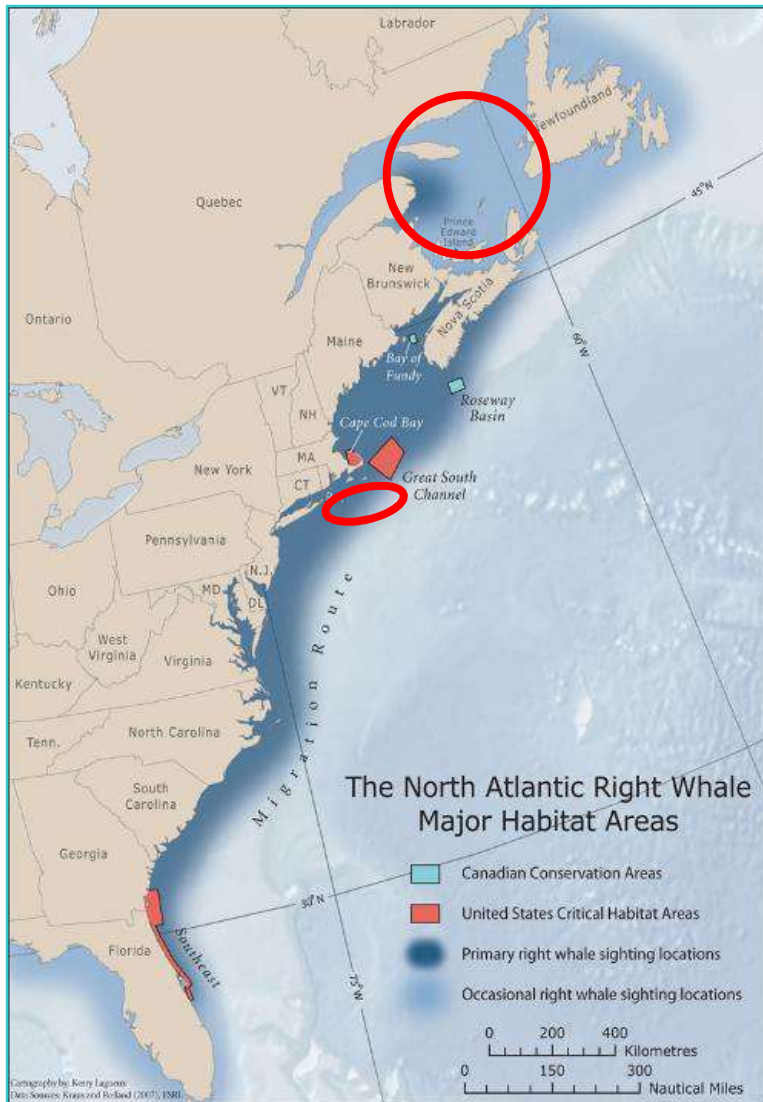 Labrador
Newfoundland
45°N
Quebec
Prince
Edward
Island
New
Brunswick
Nova Scotia
Ontario
Maine
60°W
Bay of
Fundy
VT
NH
Roseway
Basin
Cape Cod Bay
MA
New York
CT
Great South
Channel
Pennsylvania
N.J.
Ohio
MD
DL
West
Virginia
Virginia
Kentucky
Migration Route
North Carolina
Tenn.
South
Carolina
The North Atlantic Right Whale
Major Habitat Areas
Georgia
Canadian Conservation Areas
30°N
United States Critical Habitat Areas
Florida
Southeast
Primary right whale sighting locations
75°W
Occasional right whale sighting locations
0 200 400
Kilometres
0 150 300
Nautical Miles
Cartography by: Kerry Lagueux
Data Sources: Kraus and Rolland (2007), ESRI